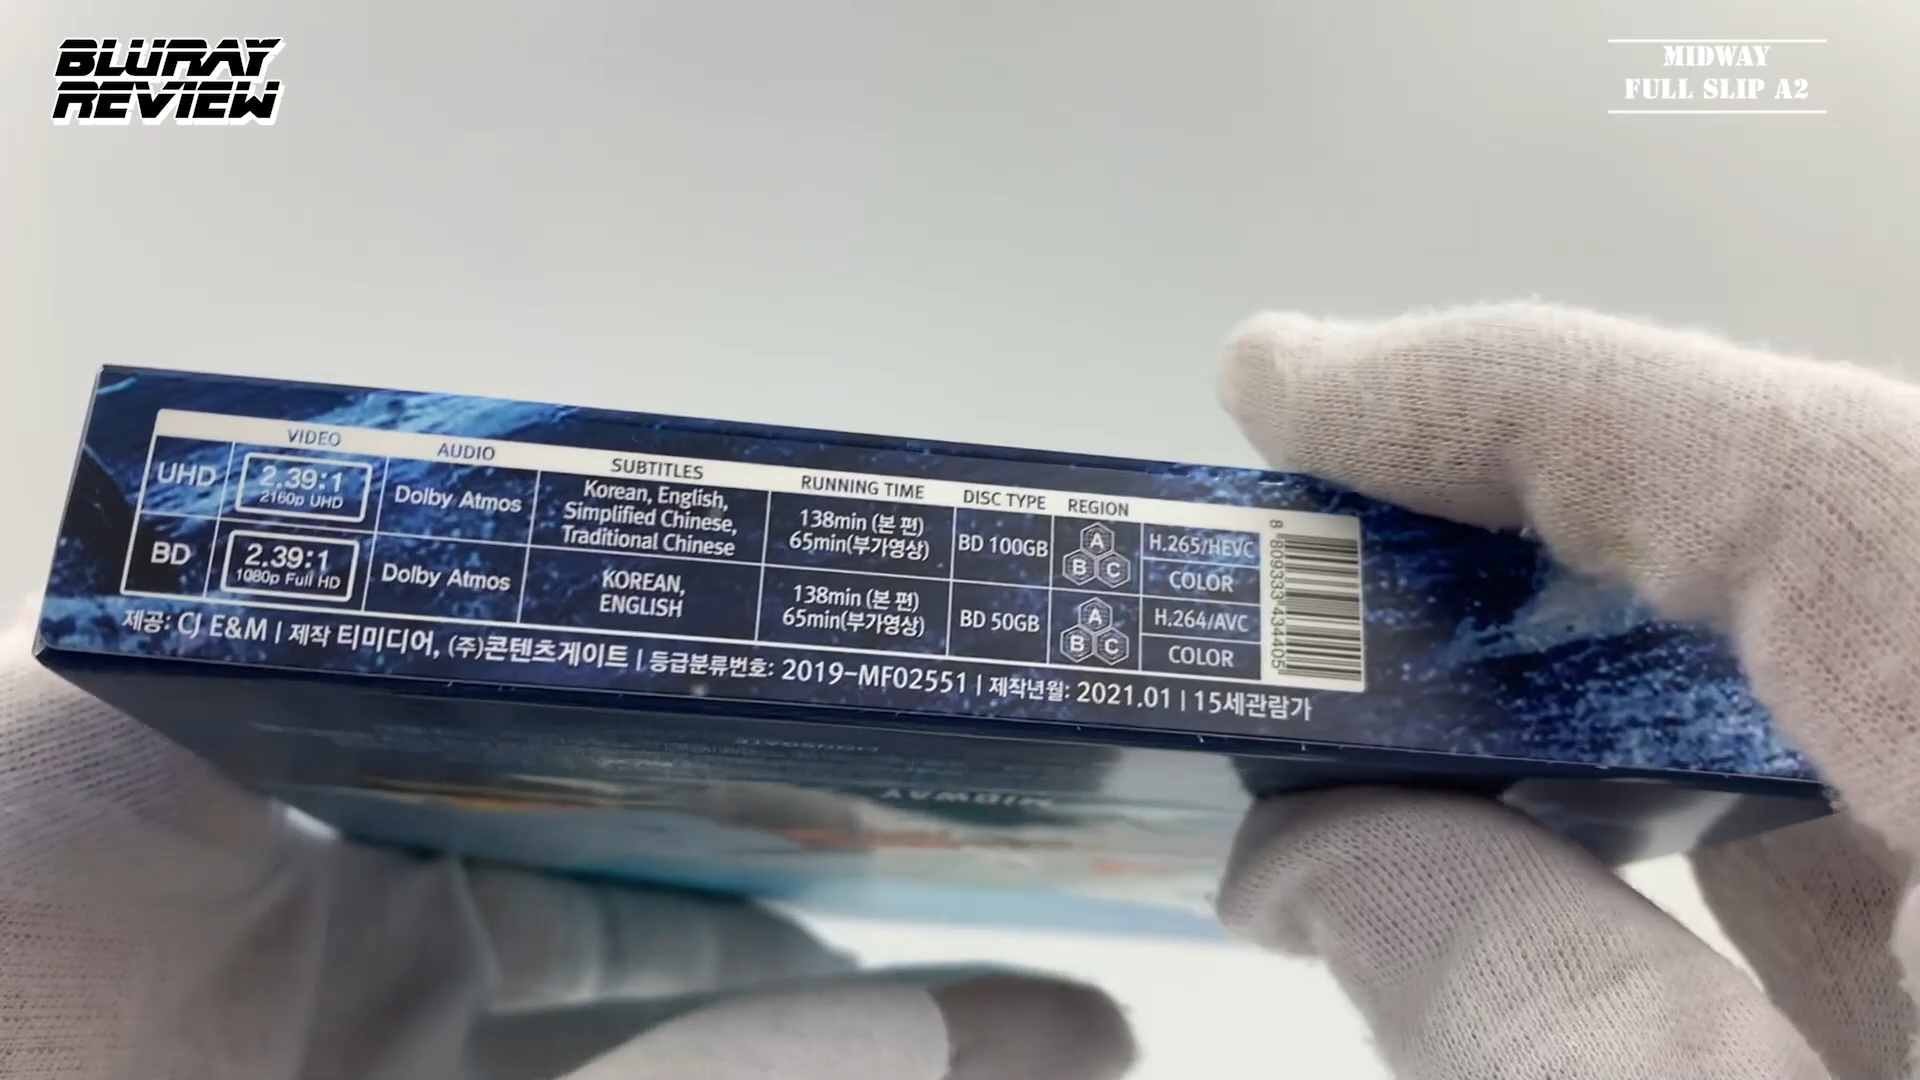 BLURAY
REVIEW
MIDWAY
FULL SLIP A2
VIDEO AUDIO SUBTITLES RUNNING TIME DISC TYPE REGION
UHD
2.39:1
2160p UHD
Dolby Atmos
Korean, English,
Simplified Chinese,
Traditional Chinese
138min (본 편)
65min(부가영상)
BD 100GB
A
B C
H.265/HEVC
COLOR
BD
2.39:1
1080p Full HD
Dolby Atmos
KOREAN,
ENGLISH
138min (본 편)
65min(부가영상)
BD 50GB
A
B C
H.264/AVC
COLOR
8 809333 434405
제공: CJ E&M | 제작 티미디어, (주)콘텐츠게이트 | 등급분류번호: 2019-MF02551 | 제작년월: 2021.01 | 15세관람가
LIONSGATE
MIDWAY